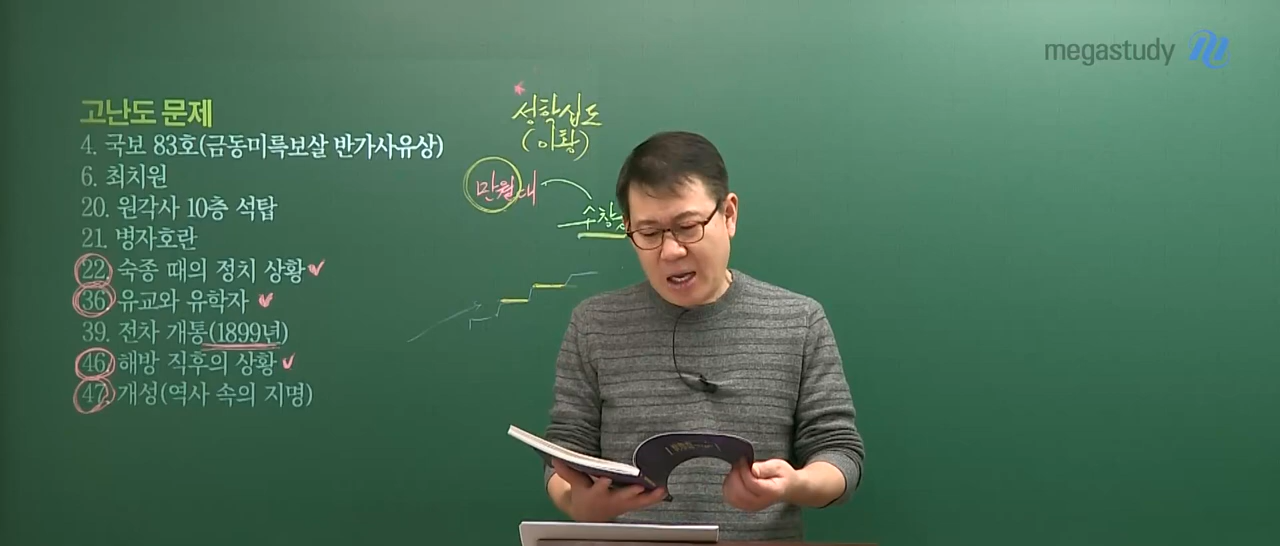 megastudy
고난도 문제
4. 국보 83호(금동미륵보살 반가사유상)
6. 최치원
20. 원각사 10층 석탑
21. 병자호란
22. 숙종 때의 정치 상황
36. 유교와 유학자
39. 전차 개통(1899년)
46. 해방 직후의 상황
47. 개성(역사 속의 지명)
성학십도
(이황)
만월대
수창